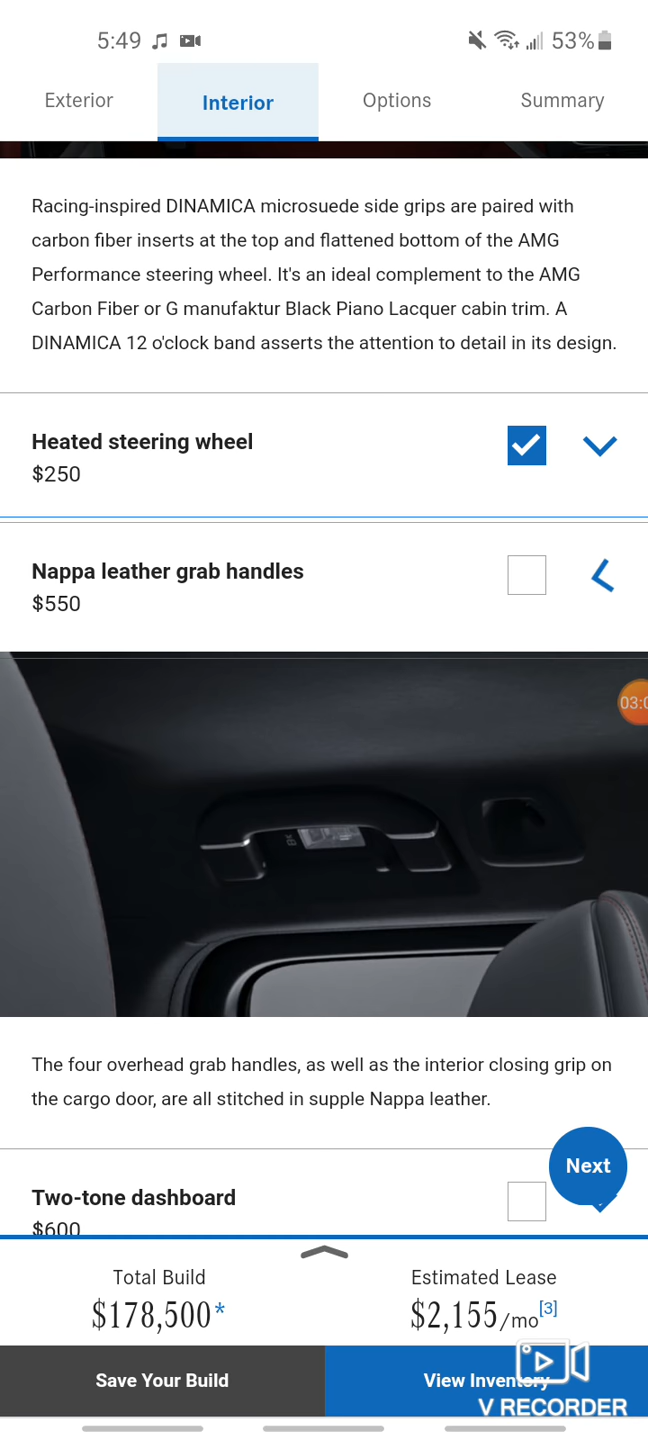 5:49
53%
Exterior
Interior
Options
Summary
Racing-inspired DINAMICA microsuede side grips are paired with
carbon fiber inserts at the top and flattened bottom of the AMG
Performance steering wheel. It's an ideal complement to the AMG
Carbon Fiber or G manufaktur Black Piano Lacquer cabin trim. A
DINAMICA 12 o'clock band asserts the attention to detail in its design.
Heated steering wheel
$250
Nappa leather grab handles
$550
The four overhead grab handles, as well as the interior closing grip on
the cargo door, are all stitched in supple Nappa leather.
Next
Two-tone dashboard
$600
Total Build
$178,500*
Estimated Lease
$2,155/mo[3]
Save Your Build
View Inventory
V RECORDER